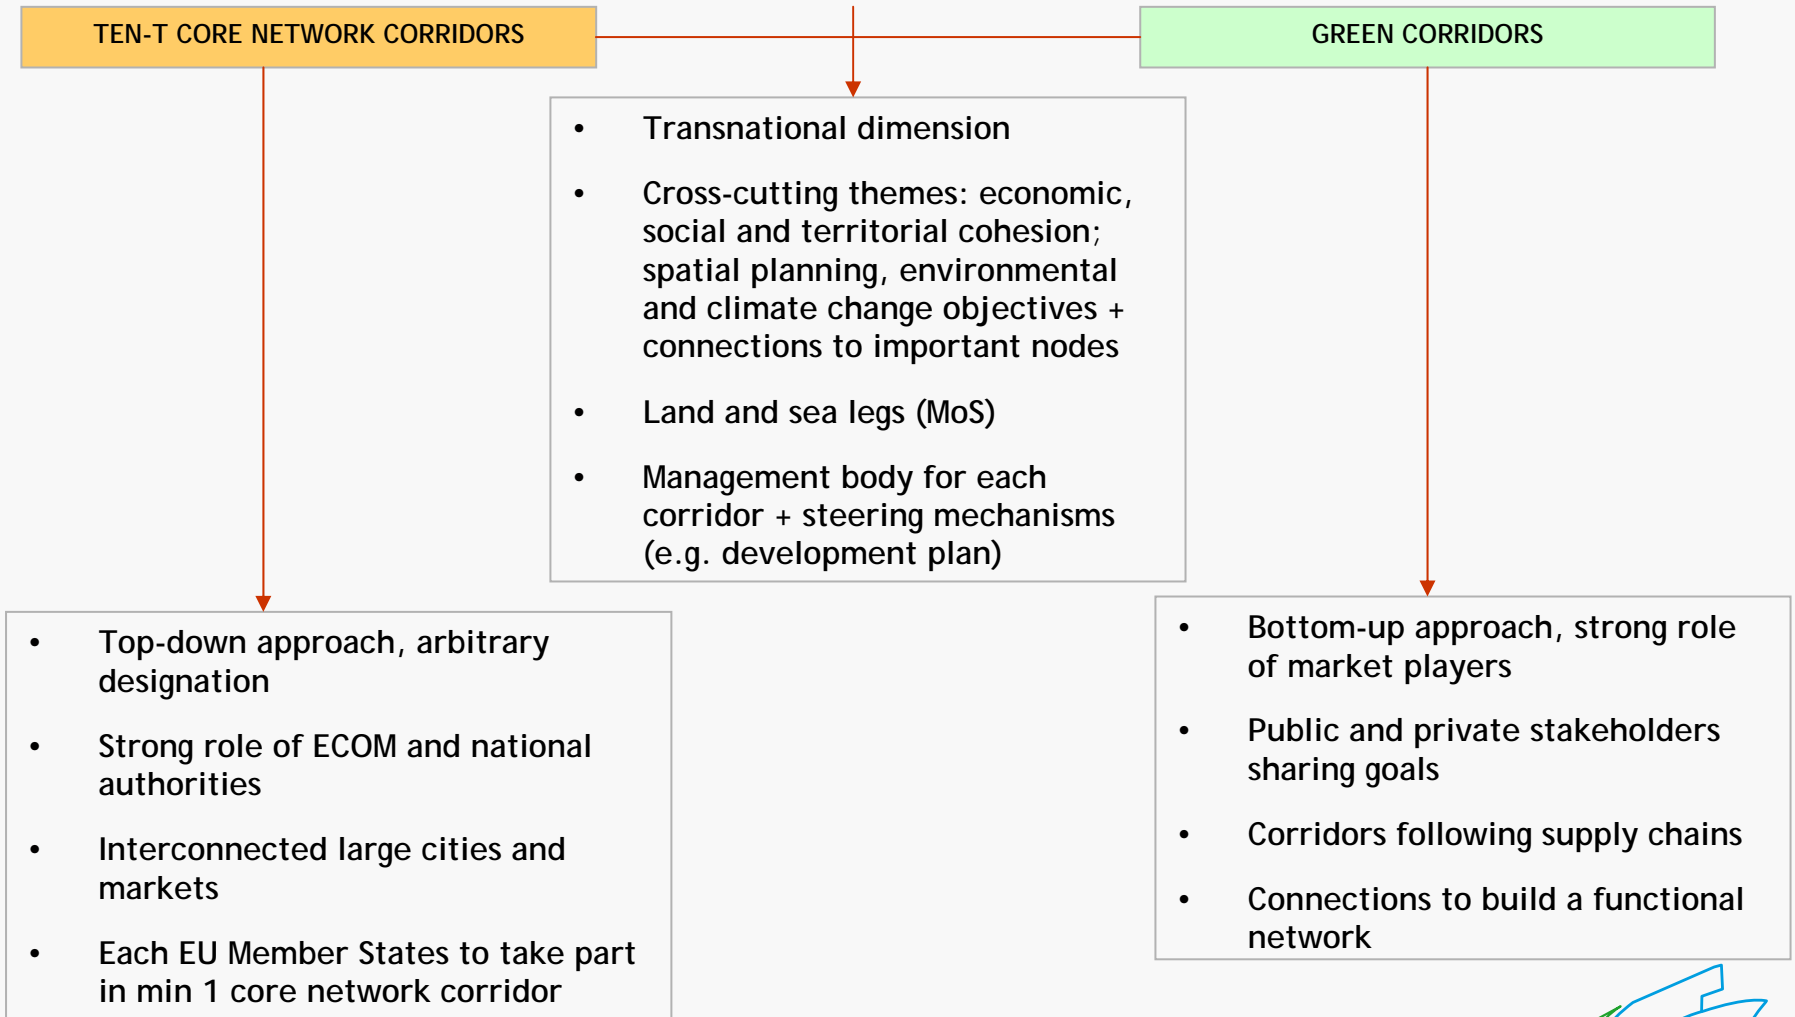 TEN-T CORE NETWORK CORRIDORS
GREEN CORRIDORS
• Transnational dimension
• Cross-cutting themes: economic,
social and territorial cohesion;
spatial planning, environmental
and climate change objectives +
connections to important nodes
• Land and sea legs (MoS)
• Management body for each
corridor + steering mechanisms
(e.g. development plan)
• Top-down approach, arbitrary
designation
• Strong role of ECOM and national
authorities
• Interconnected large cities and
markets
• Each EU Member States to take part
in min 1 core network corridor
• Bottom-up approach, strong role
of market players
• Public and private stakeholders
sharing goals
• Corridors following supply chains
• Connections to build a functional
network